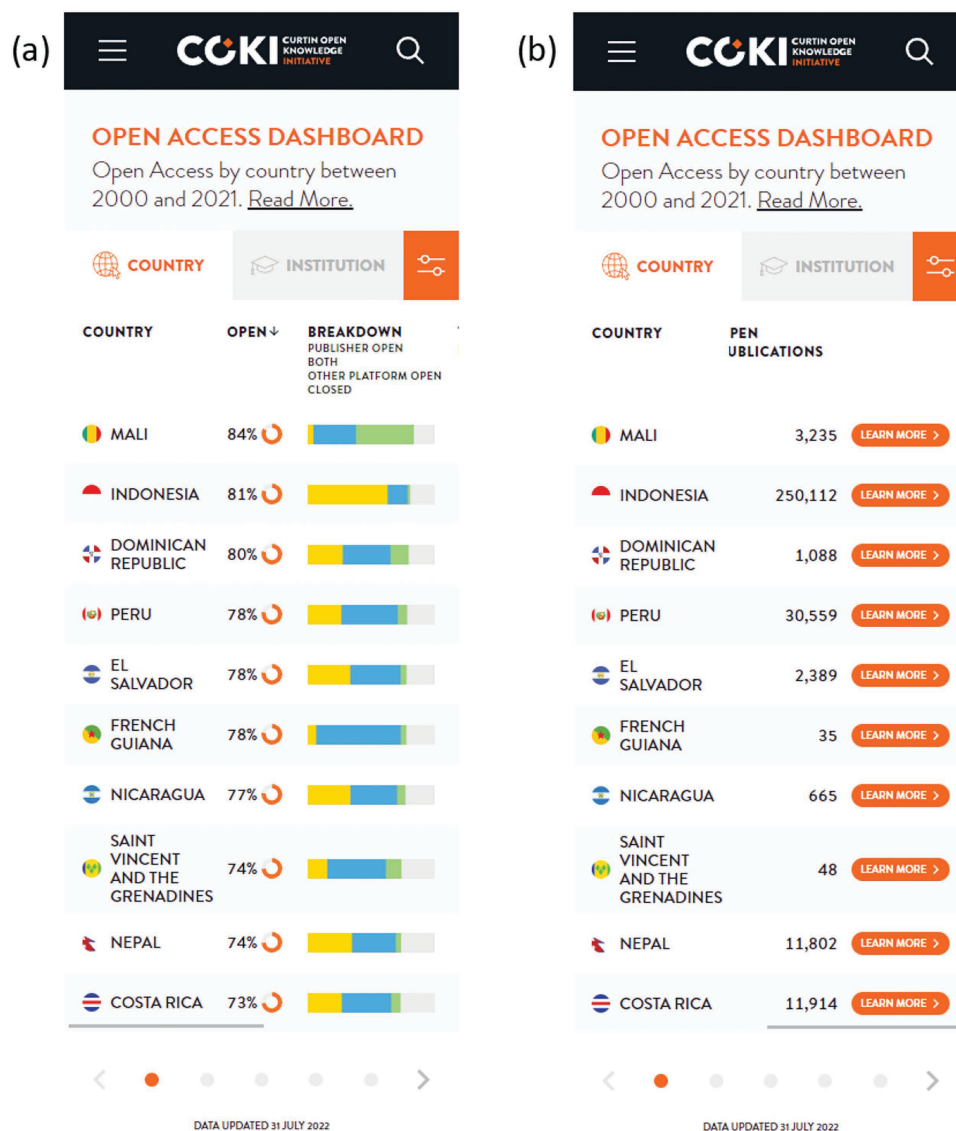 (a)
COKI CURTIN OPEN
KNOWLEDGE
INITIATIVE
OPEN ACCESS DASHBOARD
Open Access by country between
2000 and 2021. Read More.
COUNTRY INSTITUTION
COUNTRY OPEN↓ BREAKDOWN
PUBLISHER OPEN
BOTH
OTHER PLATFORM OPEN
CLOSED
MALI 84%
INDONESIA 81%
DOMINICAN
REPUBLIC 80%
PERU 78%
EL
SALVADOR 78%
FRENCH
GUIANA 78%
NICARAGUA 77%
SAINT
VINCENT
AND THE
GRENADINES 74%
NEPAL 74%
COSTA RICA 73%
DATA UPDATED 31 JULY 2022
(b)
COKI CURTIN OPEN
KNOWLEDGE
INITIATIVE
OPEN ACCESS DASHBOARD
Open Access by country between
2000 and 2021. Read More.
COUNTRY INSTITUTION
COUNTRY PEN
UBLICATIONS
MALI 3,235 LEARN MORE >
INDONESIA 250,112 LEARN MORE >
DOMINICAN
REPUBLIC 1,088 LEARN MORE >
PERU 30,559 LEARN MORE >
EL
SALVADOR 2,389 LEARN MORE >
FRENCH
GUIANA 35 LEARN MORE >
NICARAGUA 665 LEARN MORE >
SAINT
VINCENT
AND THE
GRENADINES 48 LEARN MORE >
NEPAL 11,802 LEARN MORE >
COSTA RICA 11,914 LEARN MORE >
DATA UPDATED 31 JULY 2022